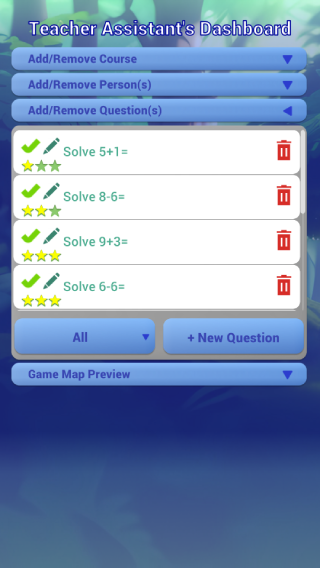 Teacher Assistant's Dashboard
Add/Remove Course
Add/Remove Person(s)
Add/Remove Question(s)
Solve 5+1=
Solve 8-6=
Solve 9+3=
Solve 6-6=
All
+ New Question
Game Map Preview